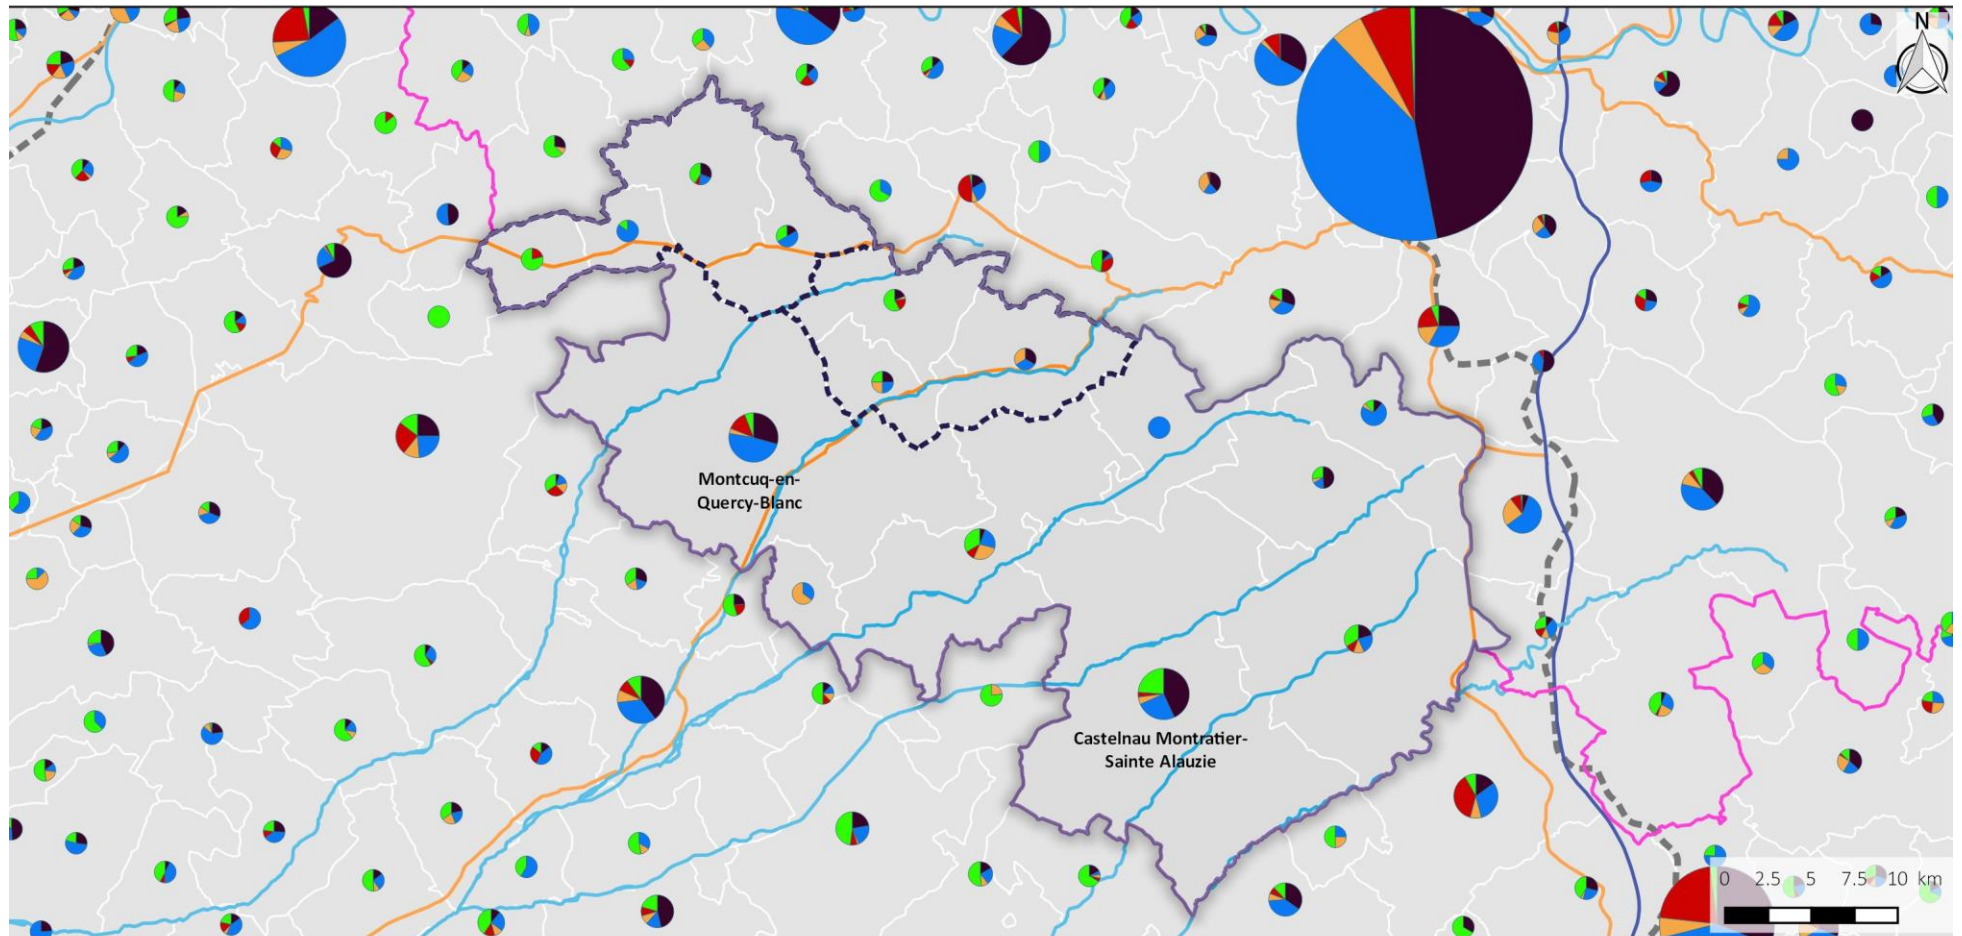 N
Montcuq-en-
Quercy-Blanc
Castelnau Montratier-
Sainte Alauzie
0 2.5 5 7.5 10 km